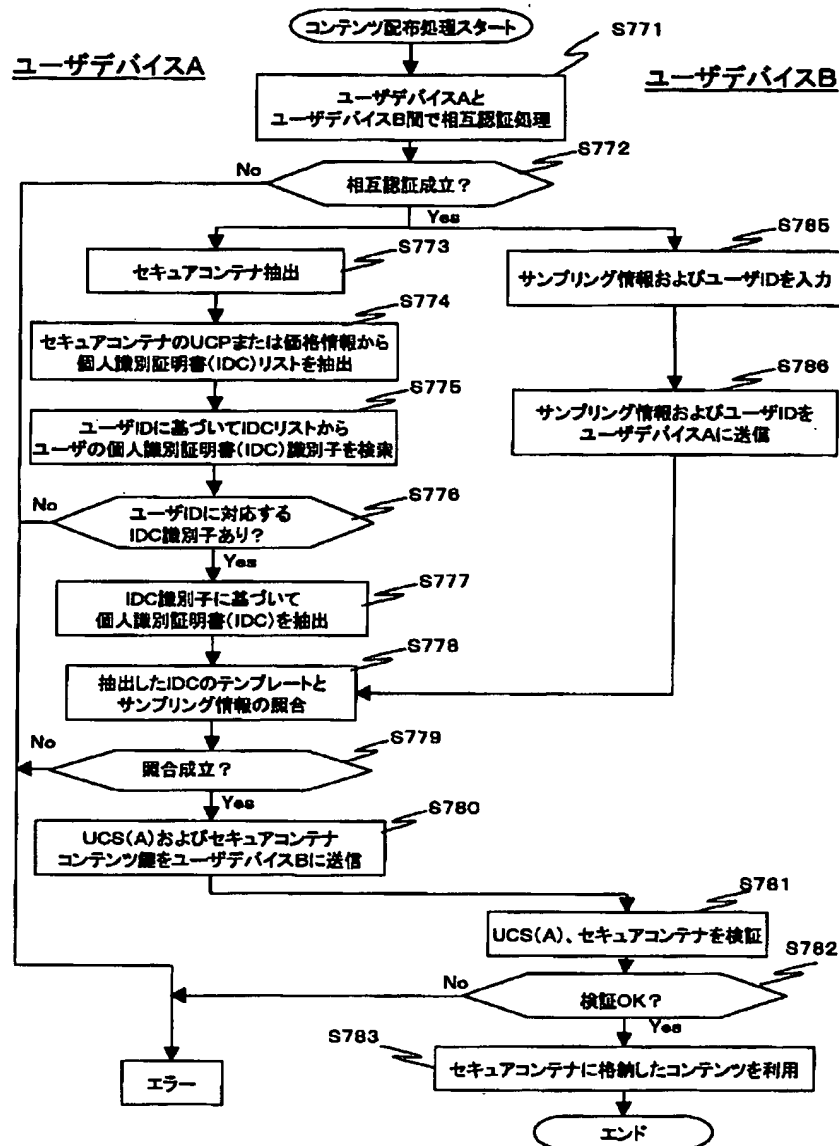 コンテンツ配布処理スタート
S771
ユーザデバイスA
ユーザデバイスB
ユーザデバイスAと
ユーザデバイスB間で相互認証処理
S772
No
相互認証成立?
Yes
S773
S785
セキュアコンテナ抽出
サンプリング情報およびユーザIDを入力
S774
セキュアコンテナのUCPまたは価格情報から
個人識別証明書(IDC)リストを抽出
S775
S786
ユーザIDに基づいてIDCリストから
ユーザの個人識別証明書(IDC)識別子を検索
サンプリング情報およびユーザIDを
ユーザデバイスAに送信
S776
No
ユーザIDに対応する
IDC識別子あり?
Yes
S777
IDC識別子に基づいて
個人識別証明書(IDC)を抽出
S778
抽出したIDCのテンプレートと
サンプリング情報の照合
S779
No
照合成立?
Yes
S780
UCS(A)およびセキュアコンテナ
コンテンツ鍵をユーザデバイスBに送信
S781
UCS(A)、セキュアコンテナを検証
S782
No
検証OK?
Yes
S783
セキュアコンテナに格納したコンテンツを利用
エラー
エンド